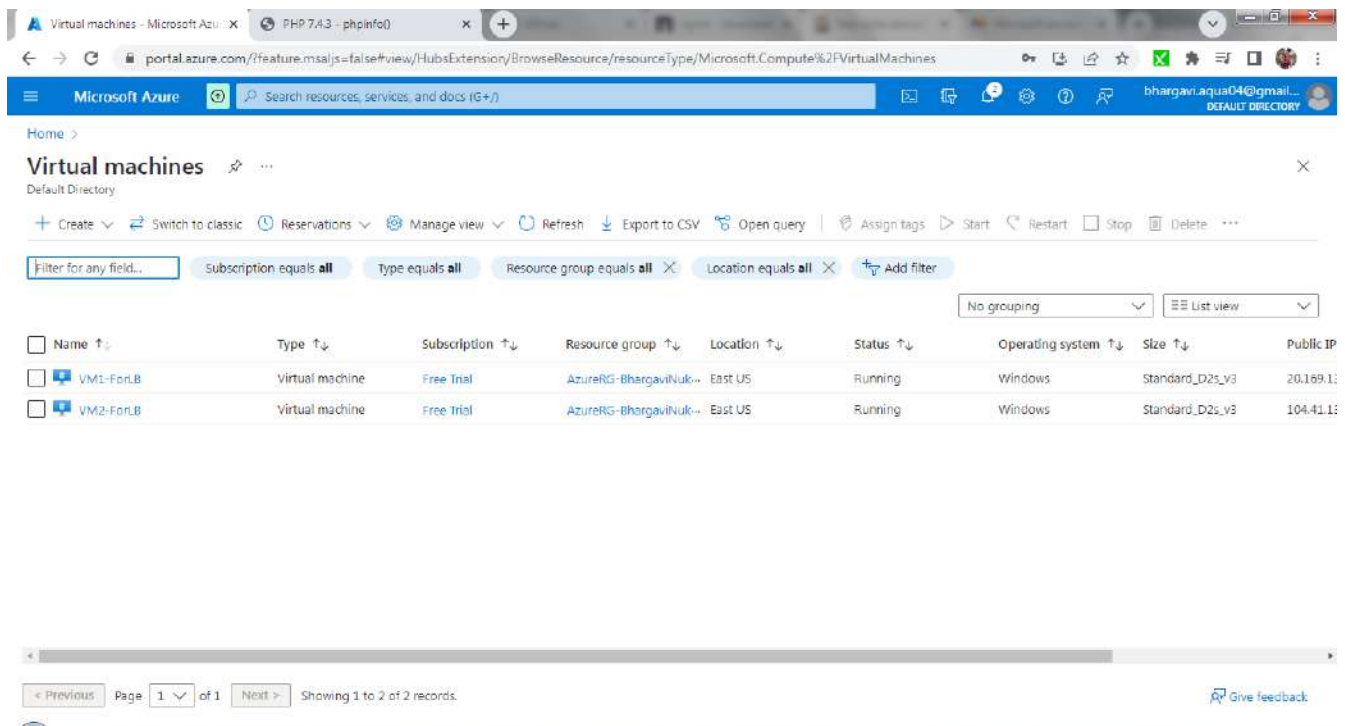 Virtual machines - Microsoft Azu
PHP 7.4.3 - phpinfo()
portal.azure.com/?feature.msaljs=false#view/HubsExtension/BrowseResource/resourceType/Microsoft.Compute%2FVirtualMachines
Microsoft Azure Search resources, services, and docs (G+/) 2 bhargavi.aqua04@gmail...
DEFAULT DIRECTORY
Home >
Virtual machines ...
Default Directory
+ Create Switch to classic Reservations Manage view Refresh Export to CSV Open query Assign tags Start Restart Stop Delete ...
Filter for any field... Subscription equals all Type equals all Resource group equals all Location equals all Add filter
No grouping List view
Name Type Subscription Resource group Location Status Operating system Size Public IP
VM1-ForLB Virtual machine Free Trial AzureRG-BhargaviNuk... East US Running Windows Standard_D2s_v3 20.169.13
VM2-ForLB Virtual machine Free Trial AzureRG-BhargaviNuk... East US Running Windows Standard_D2s_v3 104.41.13
< Previous Page 1 of 1 Next > Showing 1 to 2 of 2 records. Give feedback